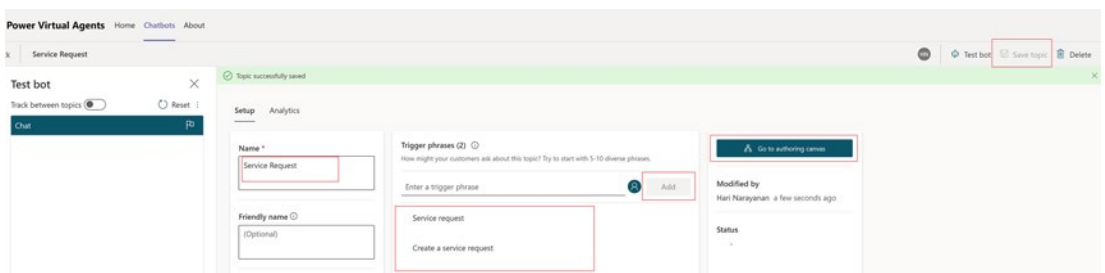 Power Virtual Agents Home Chatbots About
k Service Request
HN Test bot Save topic Delete
Test bot
Topic successfully saved
Track between topics Reset
Chat
Setup Analytics
Name *
Service Request
Friendly name
(Optional)
Trigger phrases (2)
How might your customers ask about this topic? Try to start with 5-10 diverse phrases.
Enter a trigger phrase Add
Service request
Create a service request
Go to authoring canvas
Modified by
Hari Narayanan a few seconds ago
Status